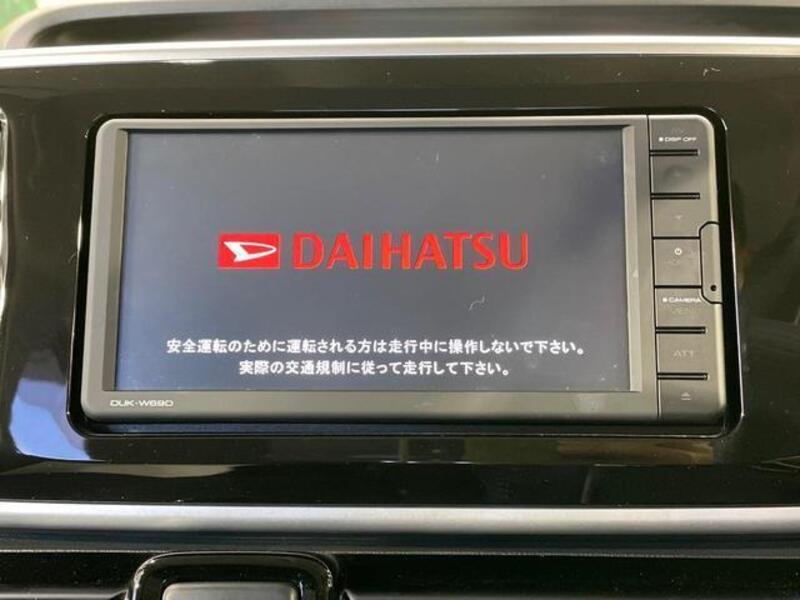 DISP OFF
DAIHATSU
CAMERA
MENU
ATT
安全運転のために運転される方は走行中に操作しないで下さい。
実際の交通規制に従って走行して下さい。
DUK-W69D